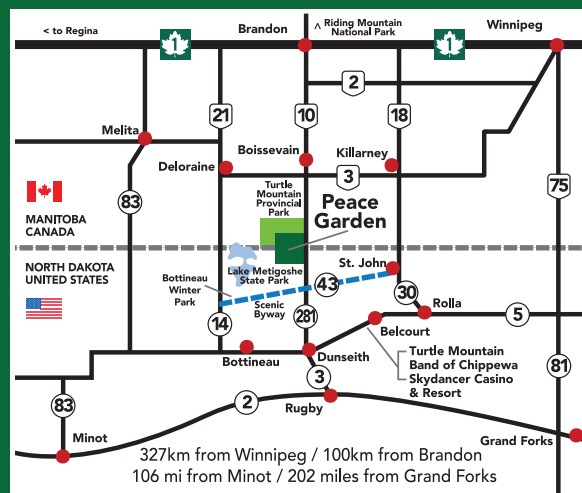 Brandon
^ Riding Mountain
National Park
Winnipeg
< to Regina
1
1
2
21
10
18
Melita
Boissevain
Killarney
Deloraine
3
75
Turtle
Mountain
Provincial
Park
Peace
Garden
83
MANITOBA
CANADA
NORTH DAKOTA
UNITED STATES
St. John
Lake Metigoshe
State Park
43
Bottineau
Winter
Park
Scenic
Byway
30
Rolla
14
281
5
Belcourt
Bottineau
Dunseith
Turtle Mountain
Band of Chippewa
Skydancer Casino
& Resort
3
81
83
2
Rugby
Minot
Grand Forks
327km from Winnipeg / 100km from Brandon
106 mi from Minot / 202 miles from Grand Forks